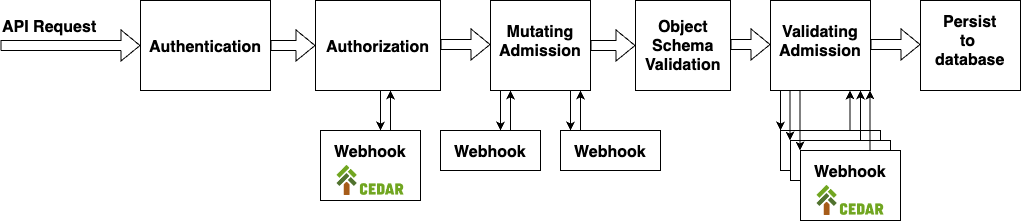 API Request
Authentication
Authorization
Mutating
Admission
Object
Schema
Validation
Validating
Admission
Persist
to
database
Webhook
CEDAR
Webhook
Webhook
Webhook
CEDAR